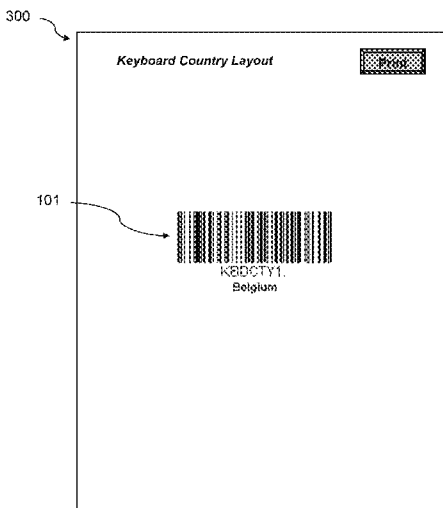 300
Keyboard Country Layout
Print
101
KBDCTY1.
Belgium